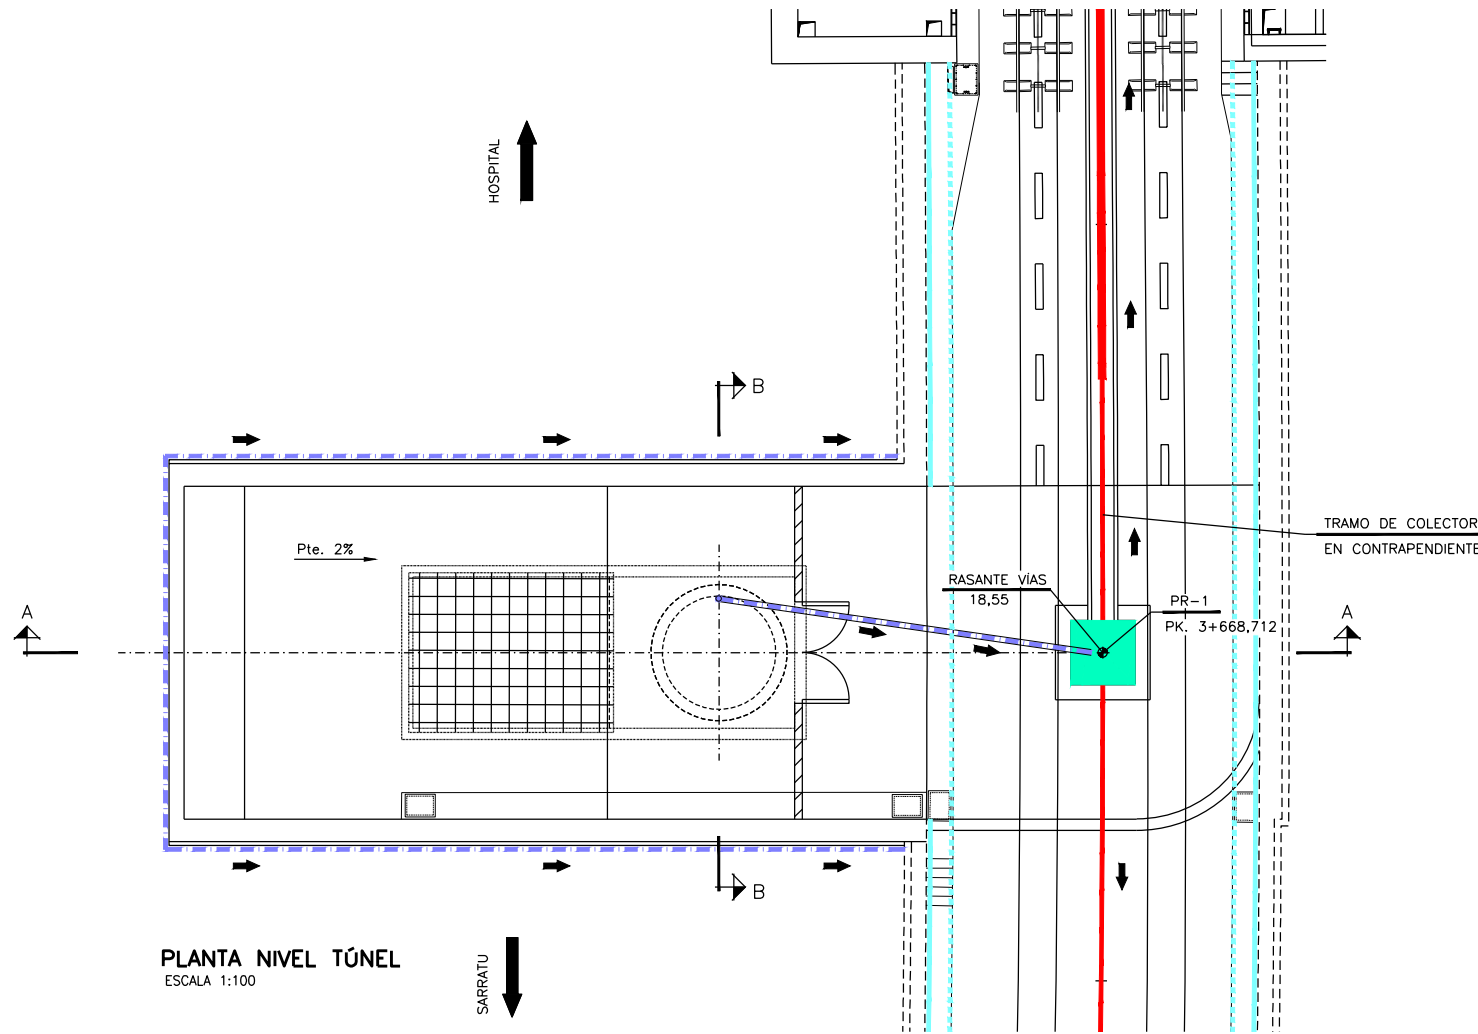 HOSPITAL
B
TRAMO DE COLECTOR
EN CONTRAPENDIENTE
Pte. 2%
RASANTE VÍAS
18,55
PR-1
PK. 3+668,712
A
A
B
PLANTA NIVEL TÚNEL
ESCALA 1:100
SARRATU